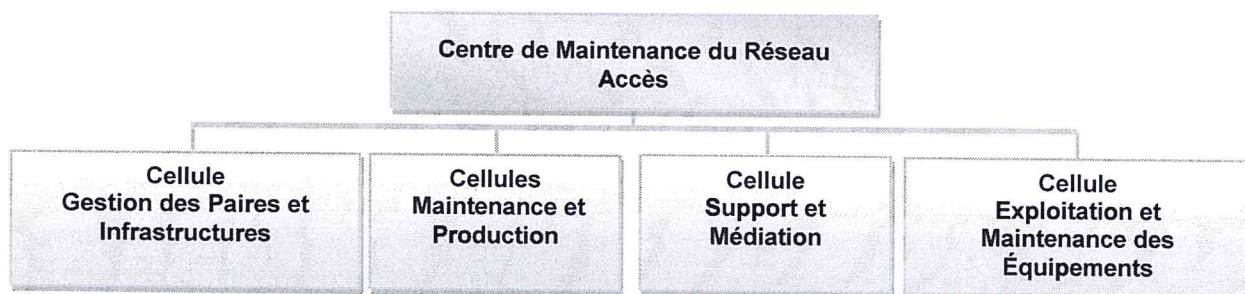 Centre de Maintenance du Réseau
Accès
Cellule
Gestion des Paires et
Infrastructures
Cellules
Maintenance et
Production
Cellule
Support et
Médiation
Cellule
Exploitation et
Maintenance des
Équipements